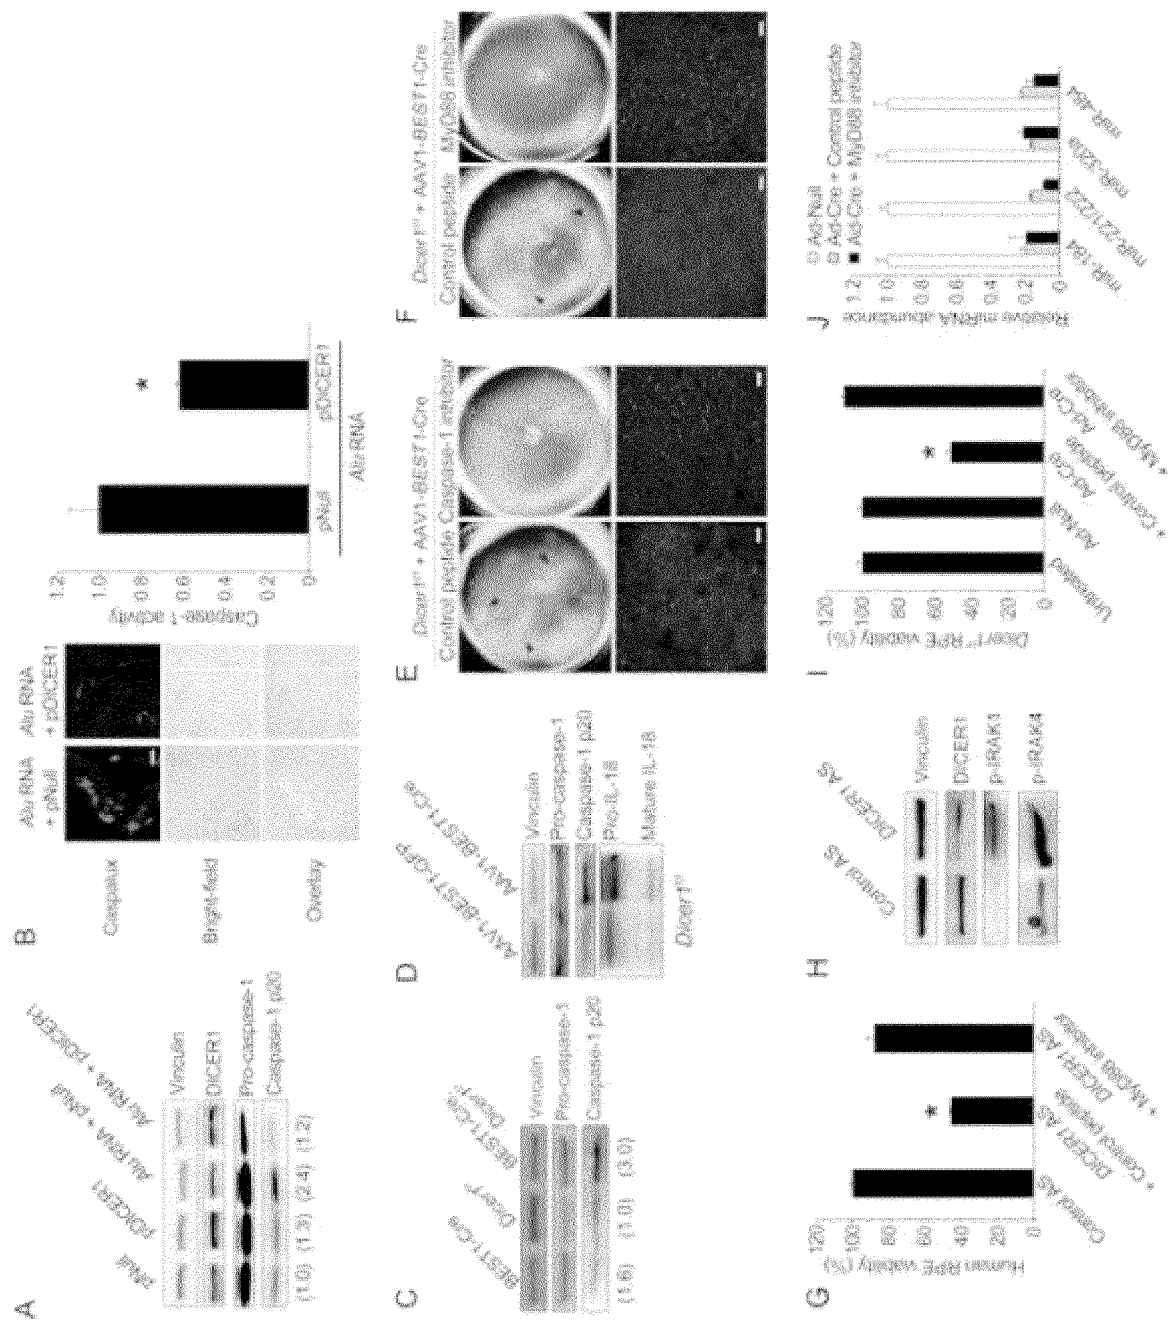 A
pNull
pDICER1
Alu RNA + pNull
Alu RNA + pDICER1
Vinculin
DICER1
Pro-caspase-1
Caspase-1 p20
(1.0) (1.3) (2.4) (1.2)
B
Alu RNA
+ pNull
Alu RNA
+ pDICER1
Caspalux
Bright-field
Overlay
Caspase-1 activity
1.2
1.0
0.8
0.6
0.4
0.2
0
*
pNull
pDICER1
Alu RNA
C
BEST1-Cre
Dicer1f/f
BEST1-Cre
Dicer1f/f
Vinculin
Pro-caspase-1
Caspase-1 p20
(1.6) (1.0) (3.0)
D
AAV1-BEST1-GFP
AAV1-BEST1-Cre
Vinculin
Pro-caspase-1
Caspase-1 p20
Pro-IL-18
Mature IL-18
Dicer1f/f
E
Dicer1f/f + AAV1-BEST1-Cre
Control peptide Caspase-1 inhibitor
F
Dicer1f/f + AAV1-BEST1-Cre
Control peptide MyD88 inhibitor
G
Human RPE viability (%)
120
100
80
60
40
20
0
*
Control AS
DICER1 AS
+ Control peptide
DICER1 AS
+ MyD88 inhibitor
H
Control AS
DICER1 AS
Vinculin
DICER1
p-IRAK1
p-IRAK4
I
Dicer1f/f RPE viability (%)
120
100
80
60
40
20
0
*
Untreated
Ad-Null
Ad-Cre
+ Control peptide
Ad-Cre
+ MyD88 inhibitor
J
Ad-Null
Ad-Cre + Control peptide
Ad-Cre + MyD88 inhibitor
Relative miRNA abundance
1.2
1.0
0.8
0.6
0.4
0.2
0
miR-184
miR-221/222
miR-320a
miR-484